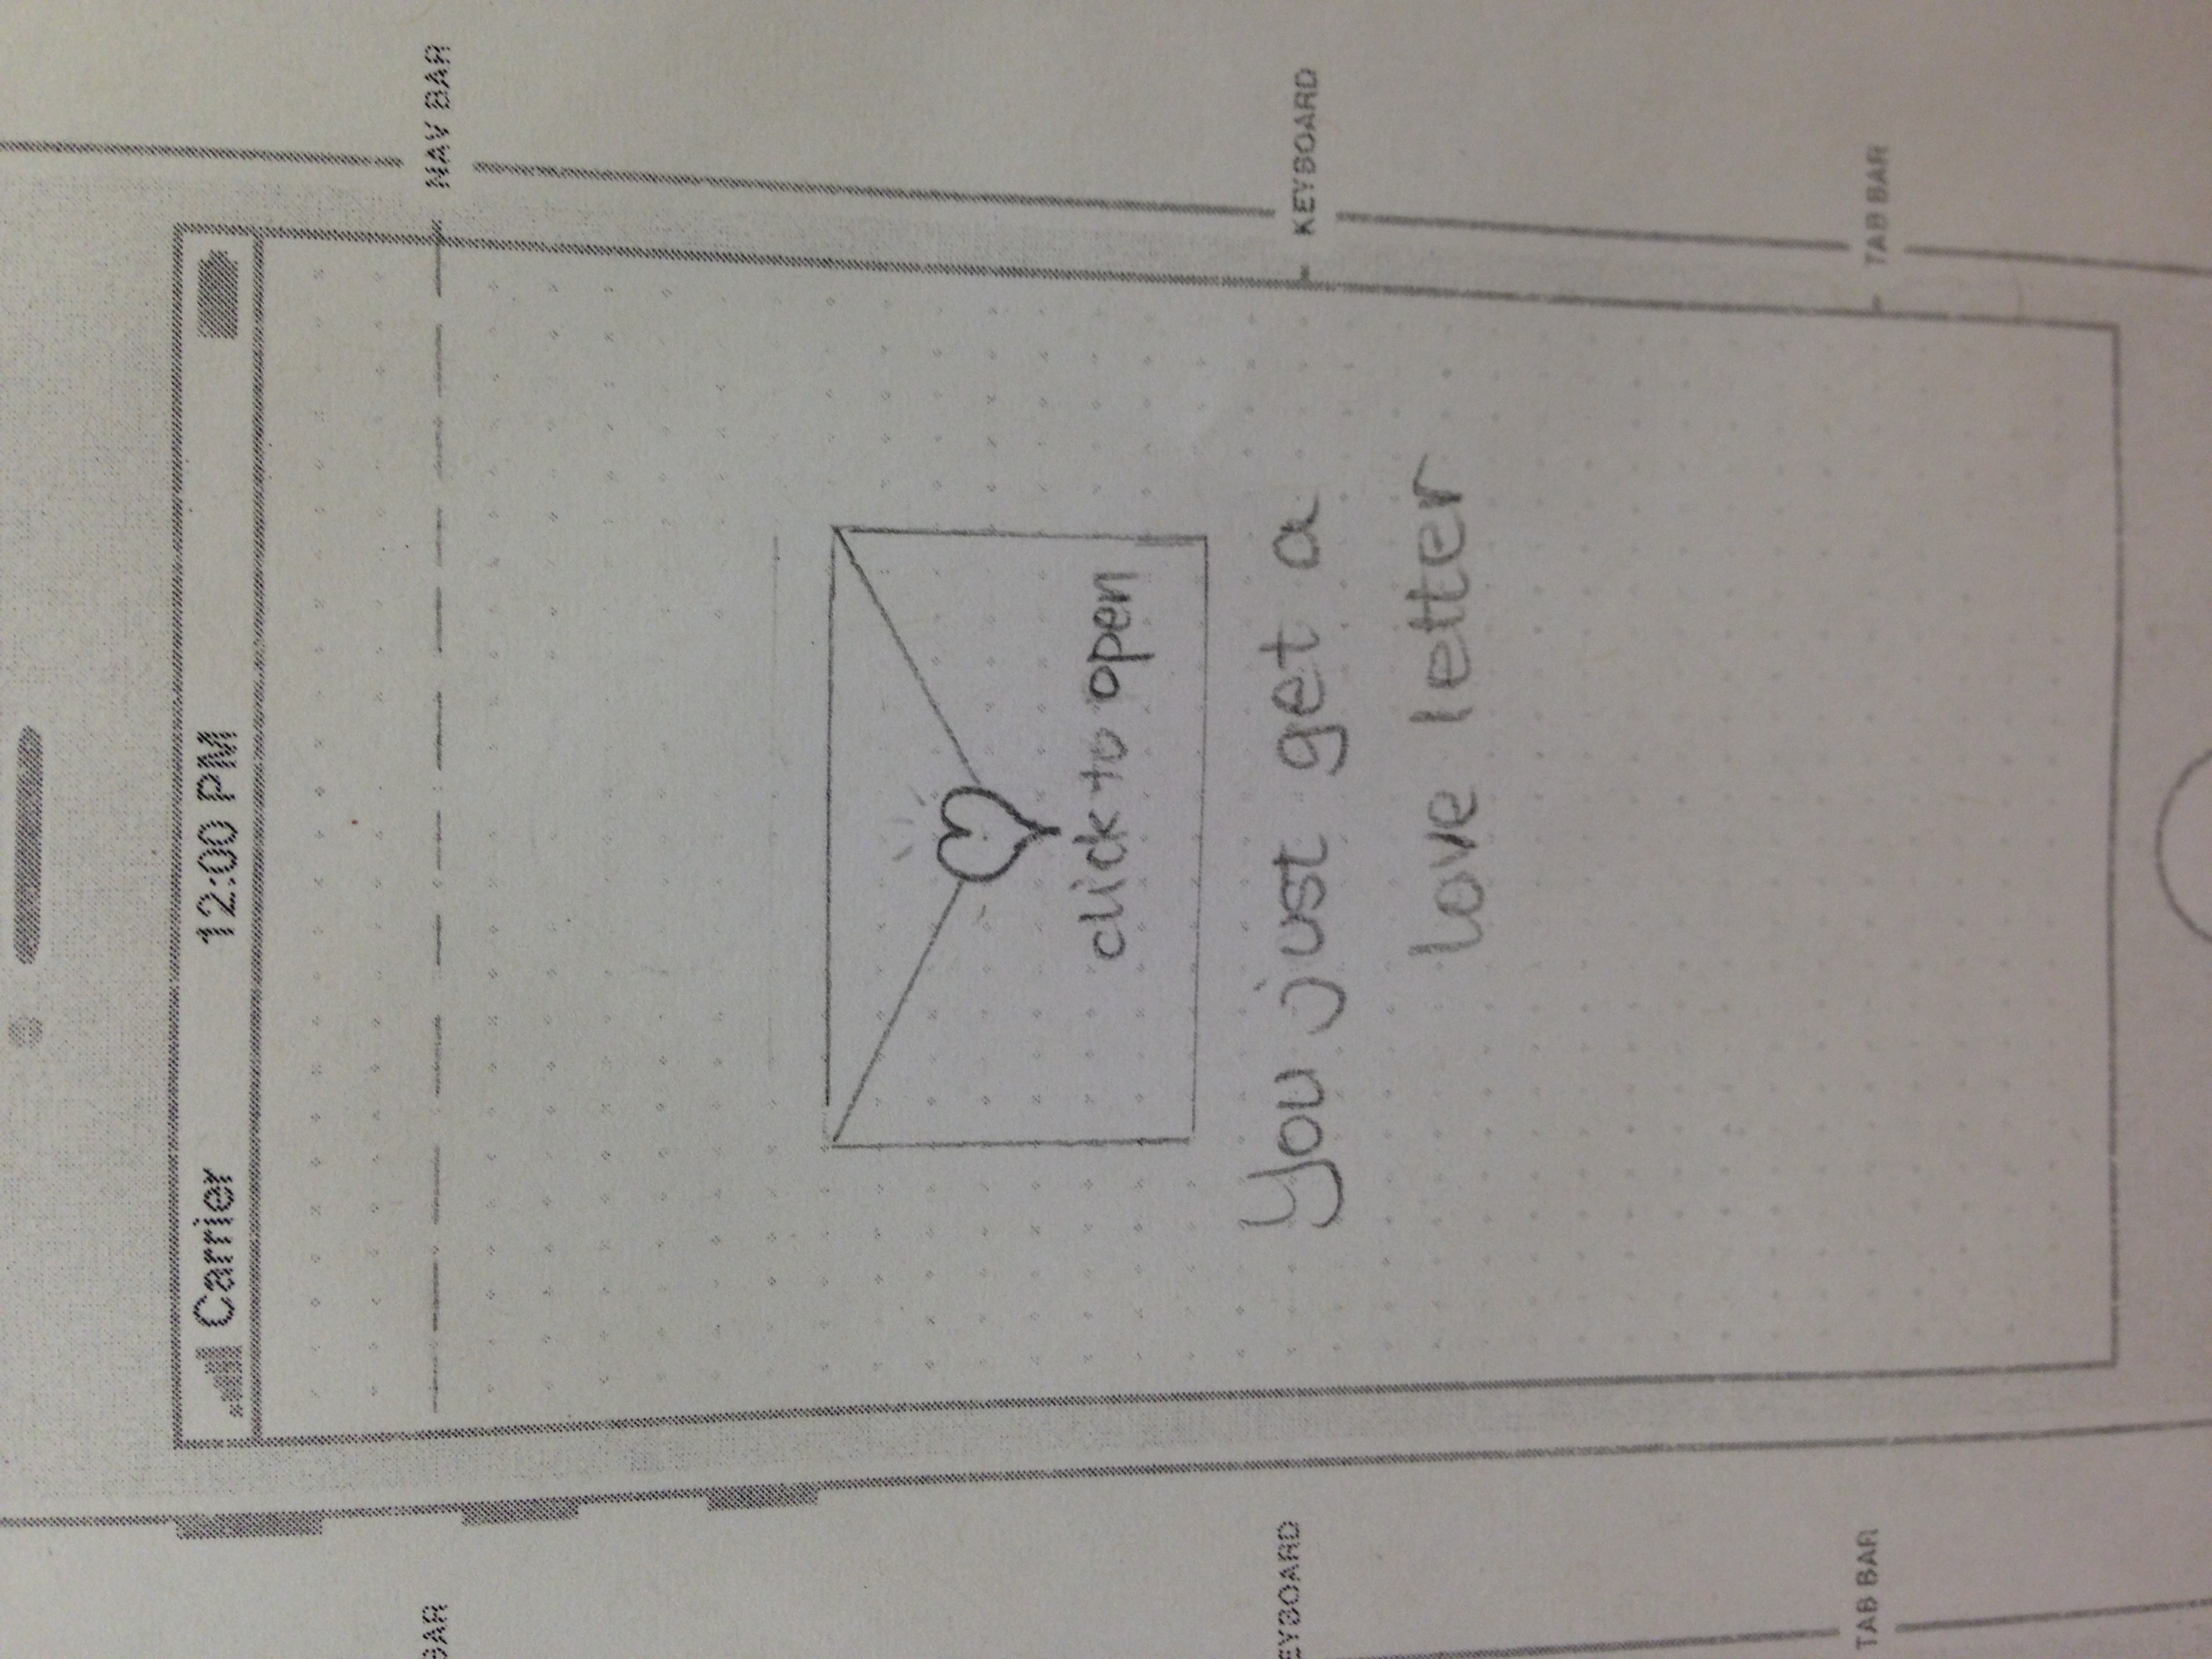 Carrier 12:00 PM
BAR NAV BAR
click to open
You just get a
love letter
EYBOARD KEYBOARD
TAB BAR TAB BAR